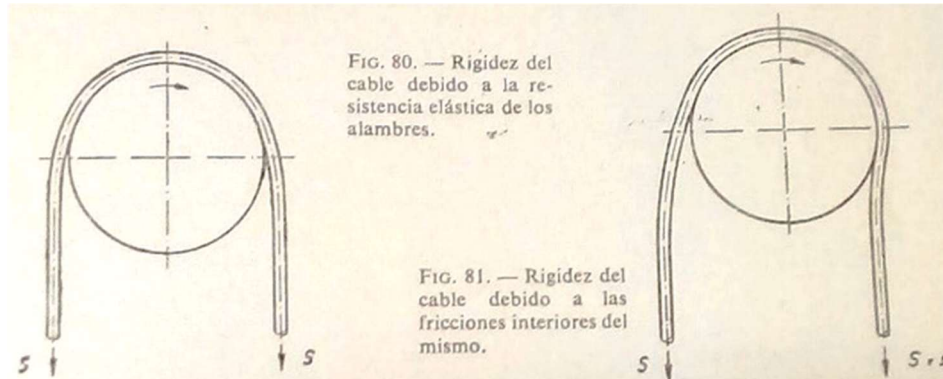 FIG. 80. — Rigidez del
cable debido a la re-
sistencia elástica de los
alambres.
FIG. 81. — Rigidez del
cable debido a las
fricciones interiores del
mismo.
S
S
S
S